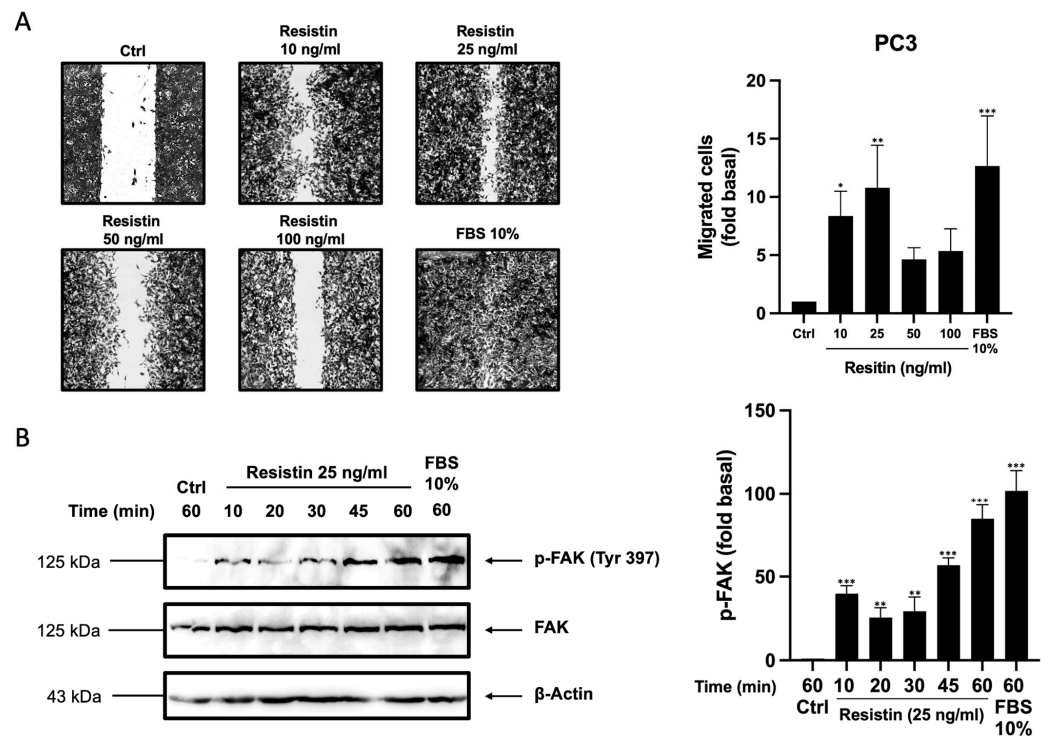 A
Ctrl
Resistin
10 ng/ml
Resistin
25 ng/ml
Resistin
50 ng/ml
Resistin
100 ng/ml
FBS 10%
PC3
Migrated cells
(fold basal)
20
15
10
5
0
*
**
***
Ctrl
10
25
50
100
FBS
10%
Resitin (ng/ml)
B
Ctrl
Resistin 25 ng/ml
FBS
10%
Time (min)
60
10
20
30
45
60
60
125 kDa
p-FAK (Tyr 397)
125 kDa
FAK
43 kDa
β-Actin
p-FAK (fold basal)
150
100
50
0
***
**
**
***
***
***
Time (min)
60
10
20
30
45
60
60
Ctrl
Resistin (25 ng/ml)
FBS
10%